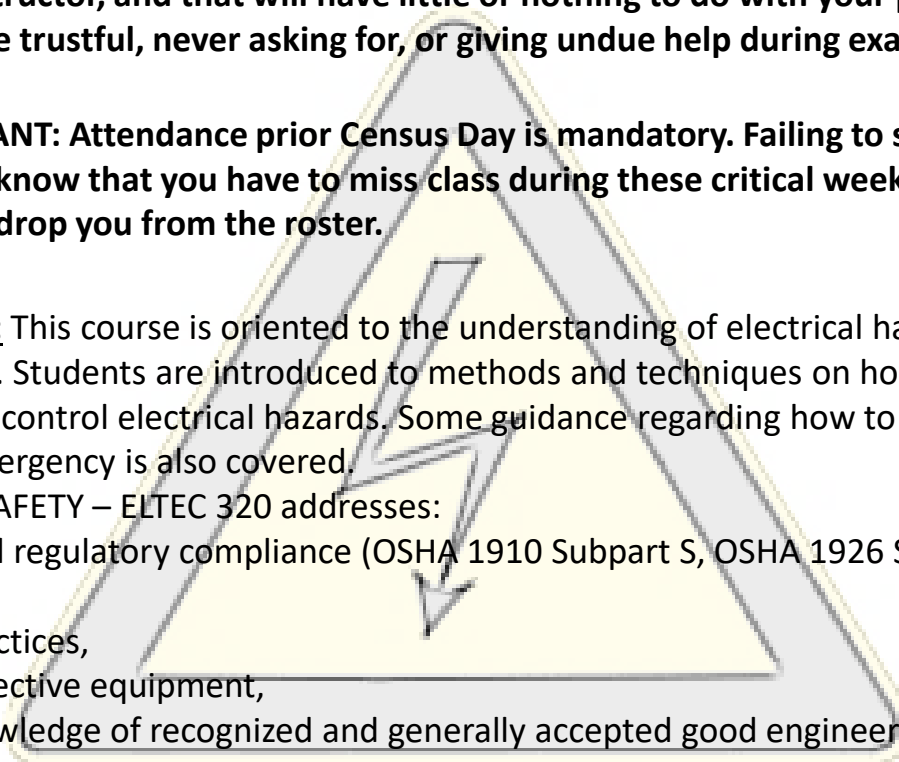 ructor, and that will have little or nothing to do with your p
e trustful, never asking for, or giving undue help during exa
ANT: Attendance prior Census Day is mandatory. Failing to s
know that you have to miss class during these critical week
drop you from the roster.
: This course is oriented to the understanding of electrical ha
. Students are introduced to methods and techniques on ho
control electrical hazards. Some guidance regarding how to
ergency is also covered.
AFETY – ELTEC 320 addresses:
l regulatory compliance (OSHA 1910 Subpart S, OSHA 1926 S
ctices,
ective equipment,
wledge of recognized and generally accepted good engineer